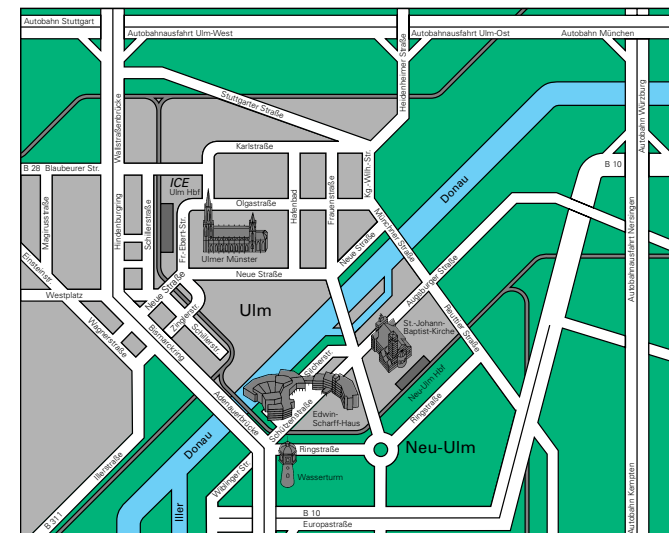 Autobahn Stuttgart
Autobahnausfahrt Ulm-West
Autobahnausfahrt Ulm-Ost
Autobahn München
Heidenheimer Straße
Autobahn Würzburg
Stuttgarter Straße
Wallstraßenbrücke
Karlstraße
B 28 Blaubeurer Str.
B 10
ICE
Ulm Hbf
Kg.-Wilh.-Str.
Donau
Magirusstraße
Hindenburgring
Schillerstraße
Fr.-Ebert-Str.
Olgastraße
Hafenbad
Frauenstraße
Münchner Straße
Autobahnausfahrt Nersingen
Ulmer Münster
Neue Straße
Neue Straße
Neue Straße
Augsburger Straße
Einsteinstr.
Westplatz
Zinglerstr.
Schillerstr.
Ulm
Reuttier Straße
Wagnerstraße
Bismarckring
St.-Johann-
Baptist-Kirche
Silcherstr.
Neu-Ulm Hbf
Adenauerbrücke
Schützenstraße
Edwin-
Scharff-Haus
Ringstraße
Donau
Ringstraße
Neu-Ulm
Illerstraße
Wiblinger Str.
Wasserturm
Autobahn Kempten
B 311
Iller
B 10
Europastraße